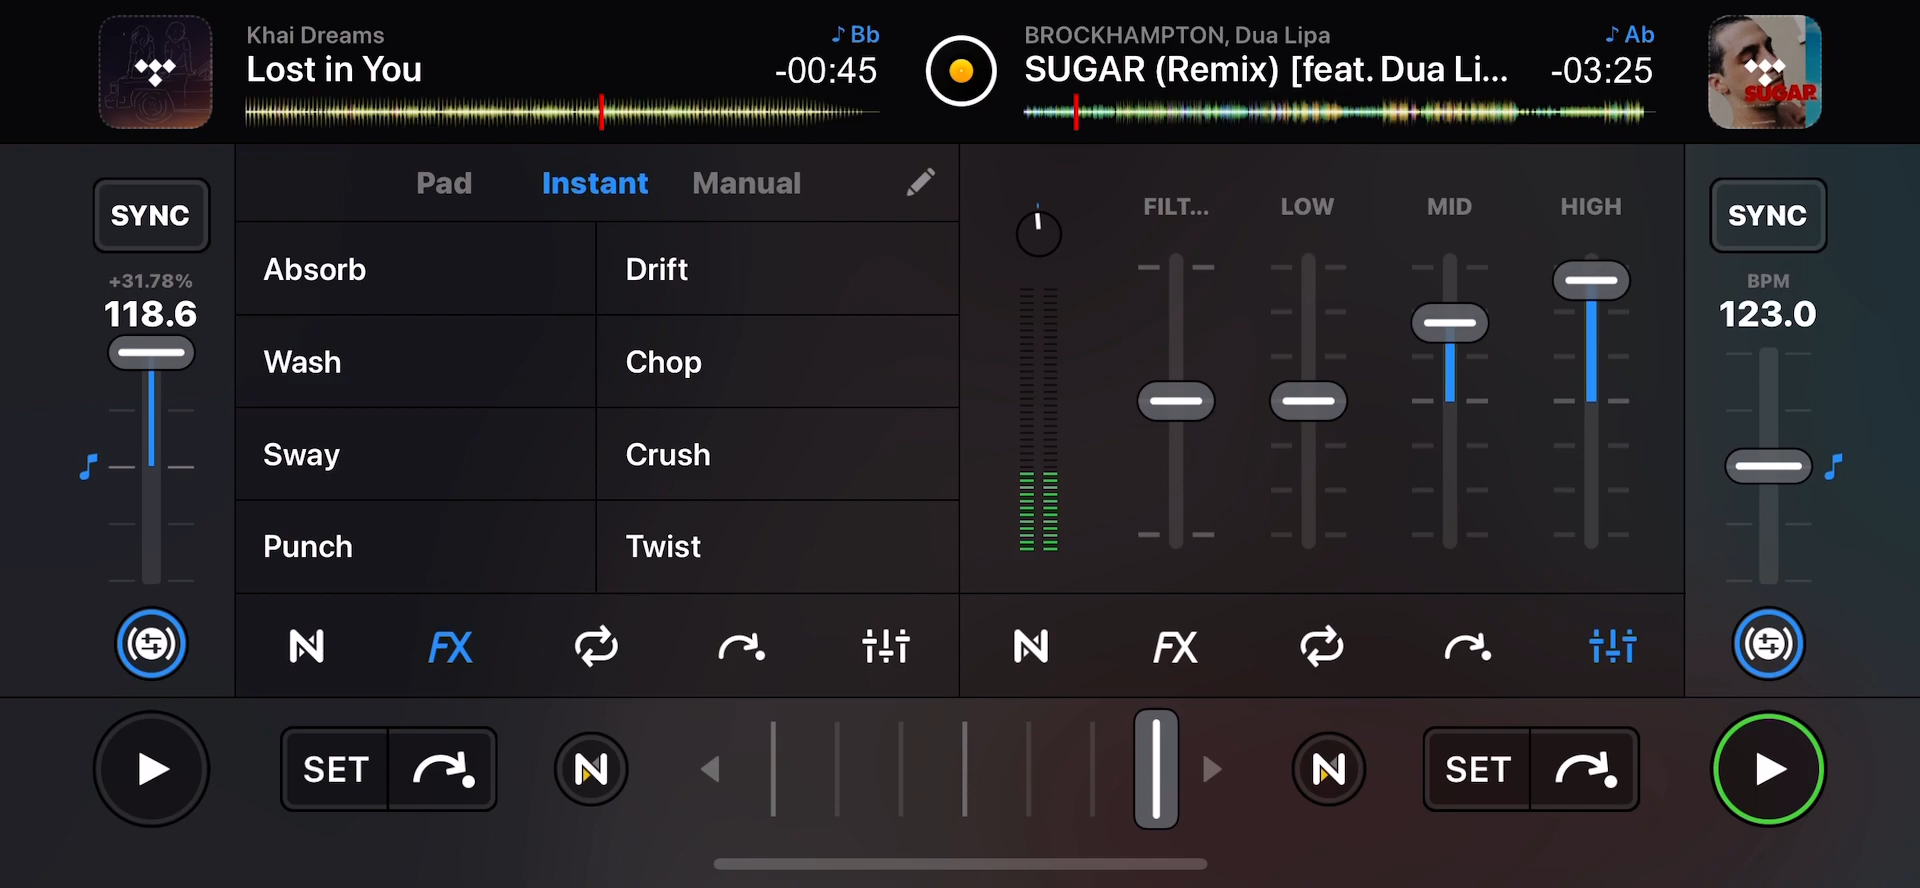 Khai Dreams
Lost in You
♪ Bb
-00:45
BROCKHAMPTON, Dua Lipa
SUGAR (Remix) [feat. Dua Li...
♪ Ab
-03:25
SUGAR
SYNC
+31.78%
118.6
Pad
Instant
Manual
Absorb
Drift
Wash
Chop
Sway
Crush
Punch
Twist
FX
FILT...
LOW
MID
HIGH
FX
SYNC
BPM
123.0
SET
N
N
SET